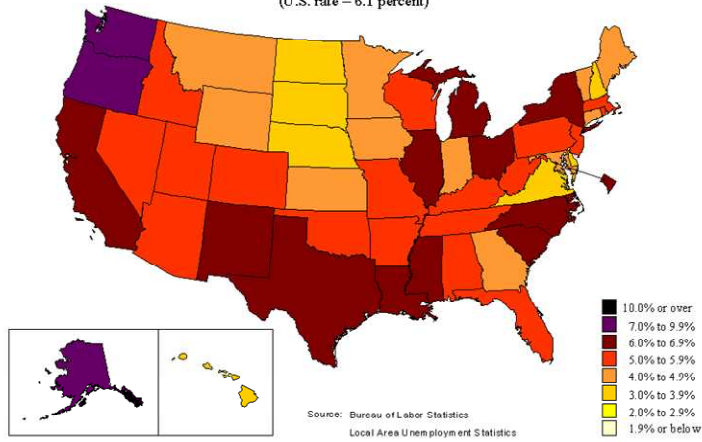 (U.S. rate = 6.1 percent)
10.0% or over
7.0% to 9.9%
6.0% to 6.9%
5.0% to 5.9%
4.0% to 4.9%
3.0% to 3.9%
2.0% to 2.9%
1.9% or below
Source: Bureau of Labor Statistics
Local Area Unemployment Statistics